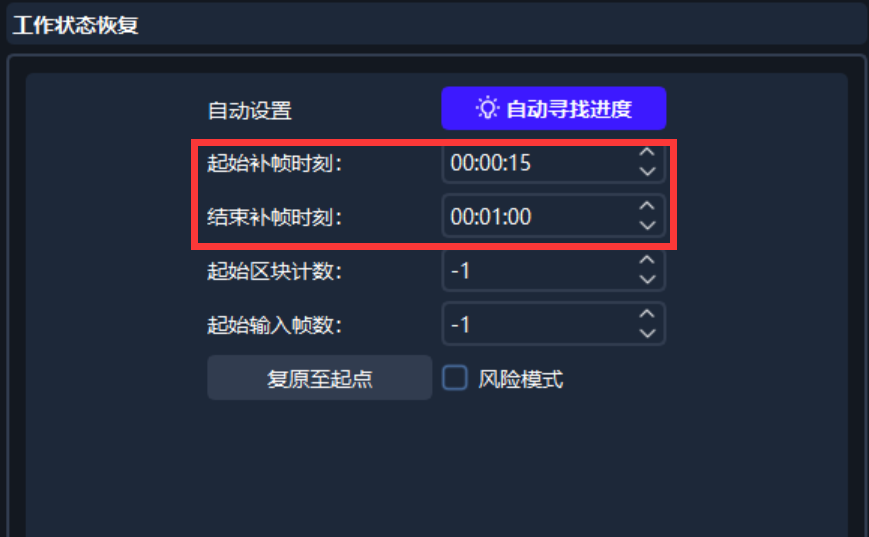 工作状态恢复
自动设置
自动寻找进度
起始补帧时刻:
00:00:15
结束补帧时刻:
00:01:00
起始区块计数:
-1
起始输入帧数:
-1
复原至起点
风险模式